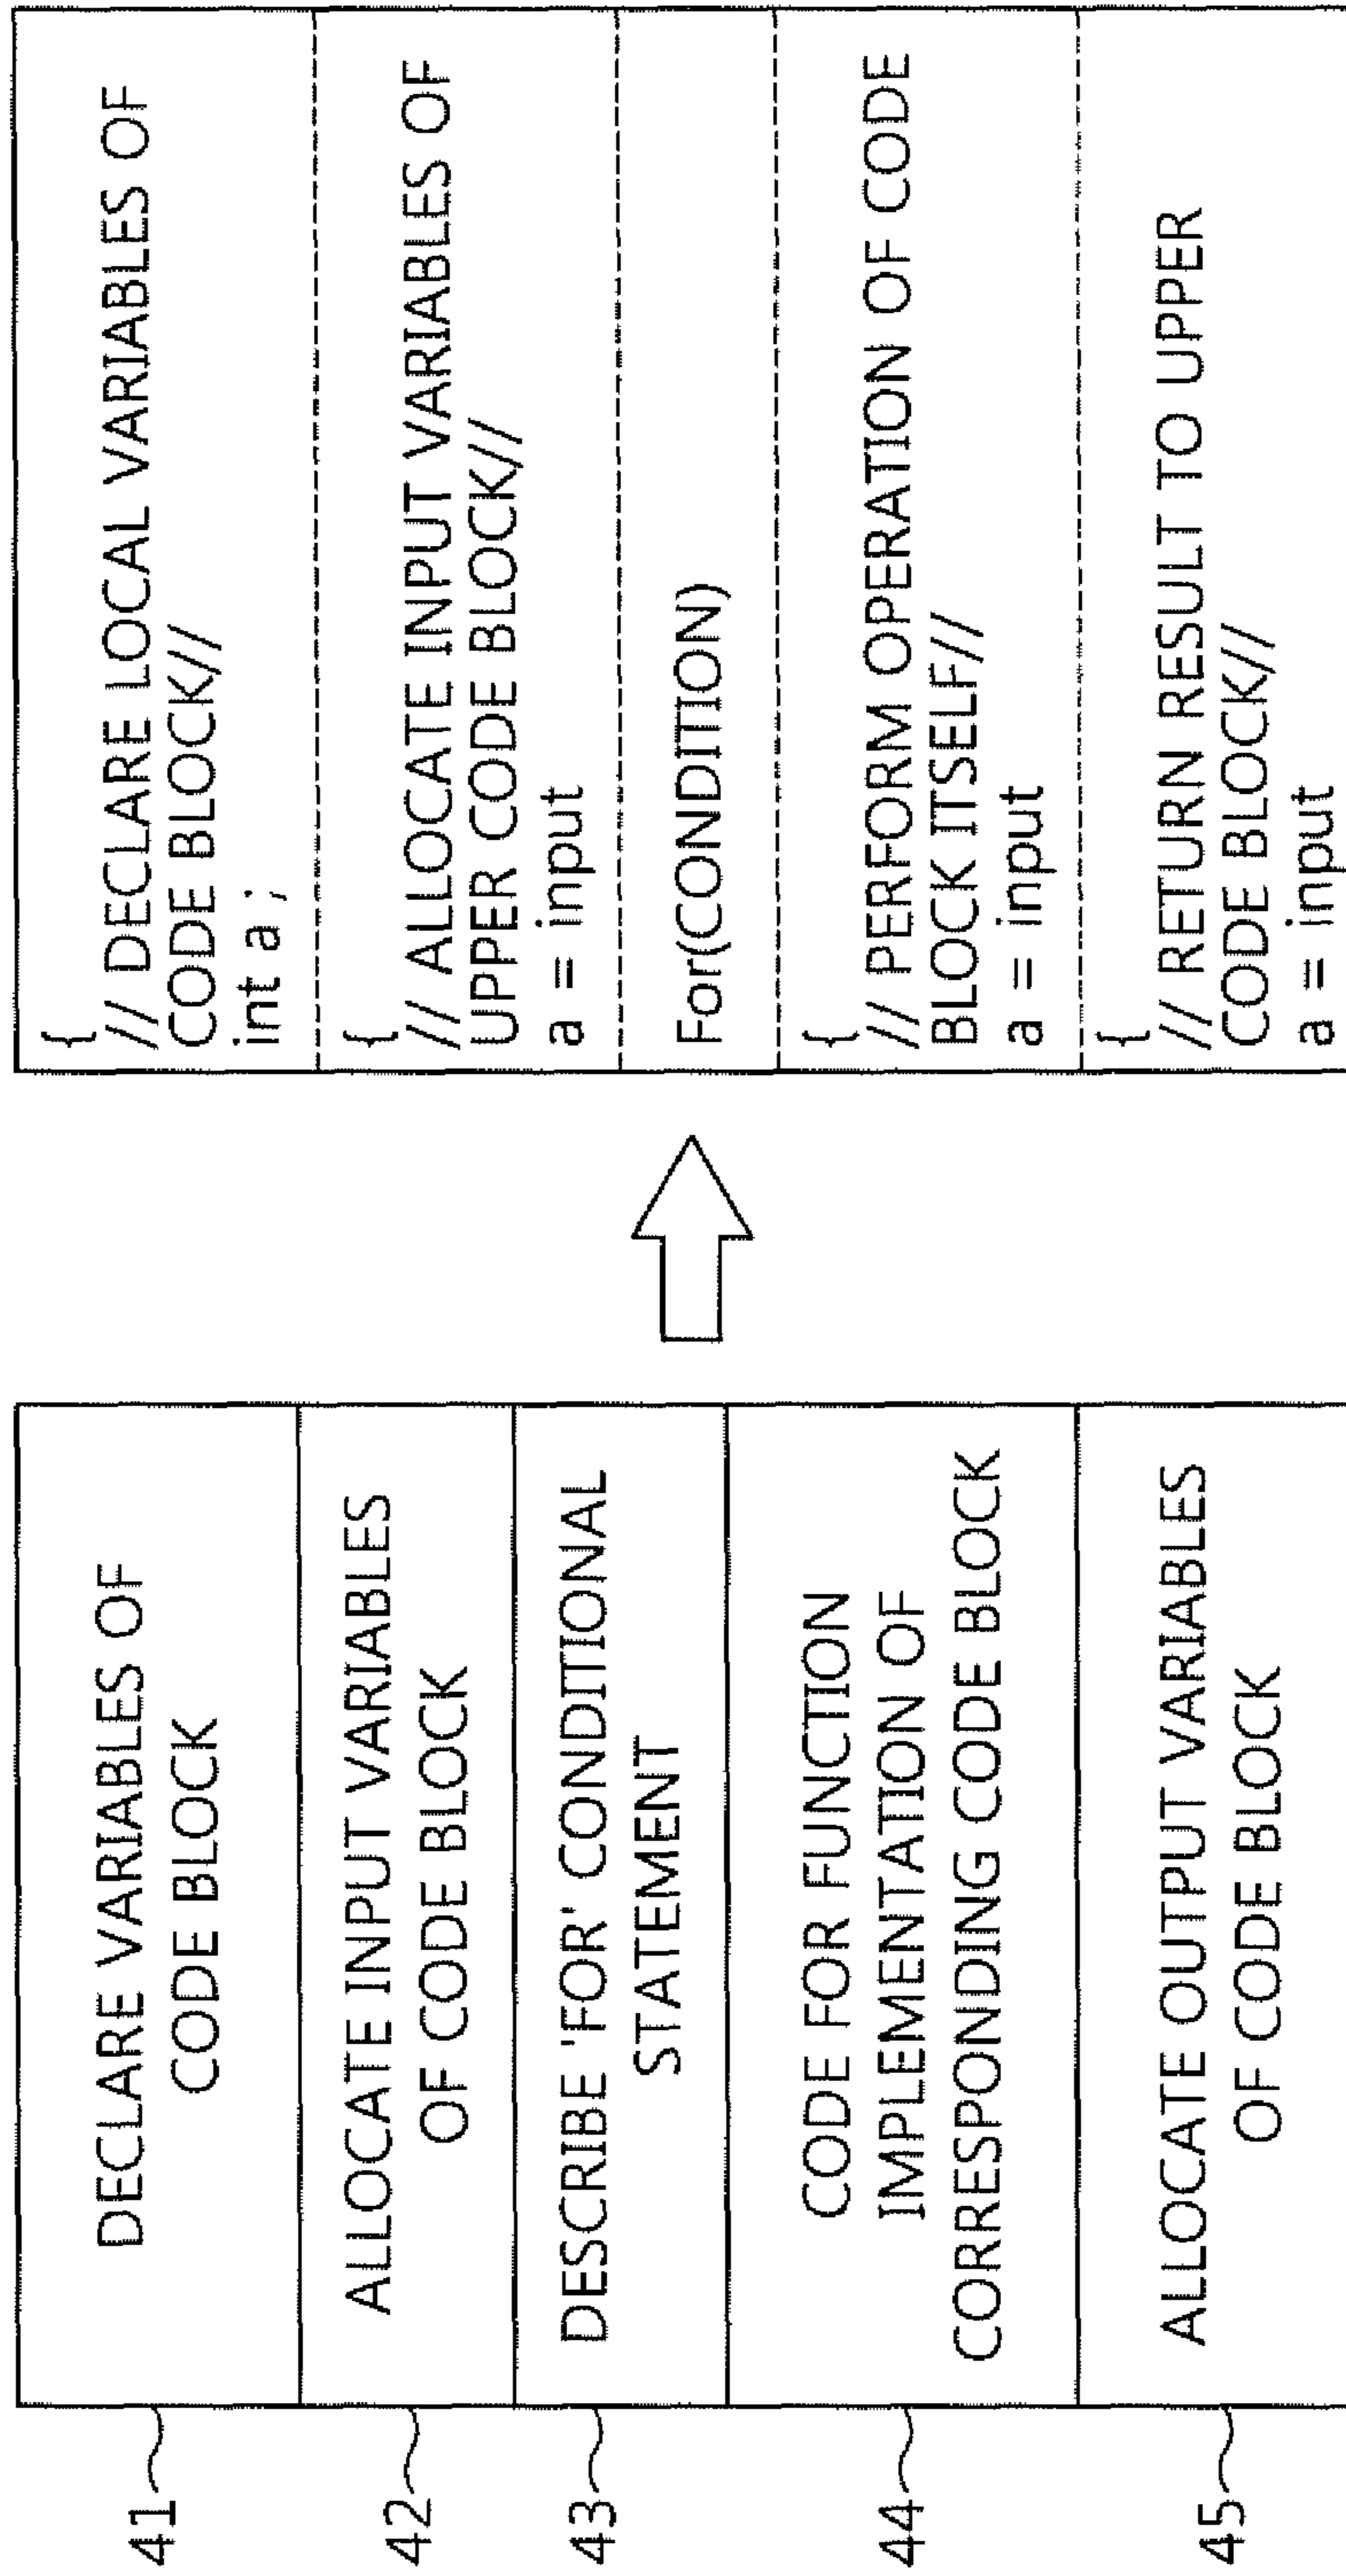 41
DECLARE VARIABLES OF
CODE BLOCK
42
ALLOCATE INPUT VARIABLES
OF CODE BLOCK
43
DESCRIBE 'FOR' CONDITIONAL
STATEMENT
44
CODE FOR FUNCTION
IMPLEMENTATION OF
CORRESPONDING CODE BLOCK
45
ALLOCATE OUTPUT VARIABLES
OF CODE BLOCK
{
// DECLARE LOCAL VARIABLES OF
CODE BLOCK//
int a ;
{
// ALLOCATE INPUT VARIABLES OF
UPPER CODE BLOCK//
a = input
For(CONDITION)
{
// PERFORM OPERATION OF CODE
BLOCK ITSELF//
a = input
{
// RETURN RESULT TO UPPER
CODE BLOCK//
a = input